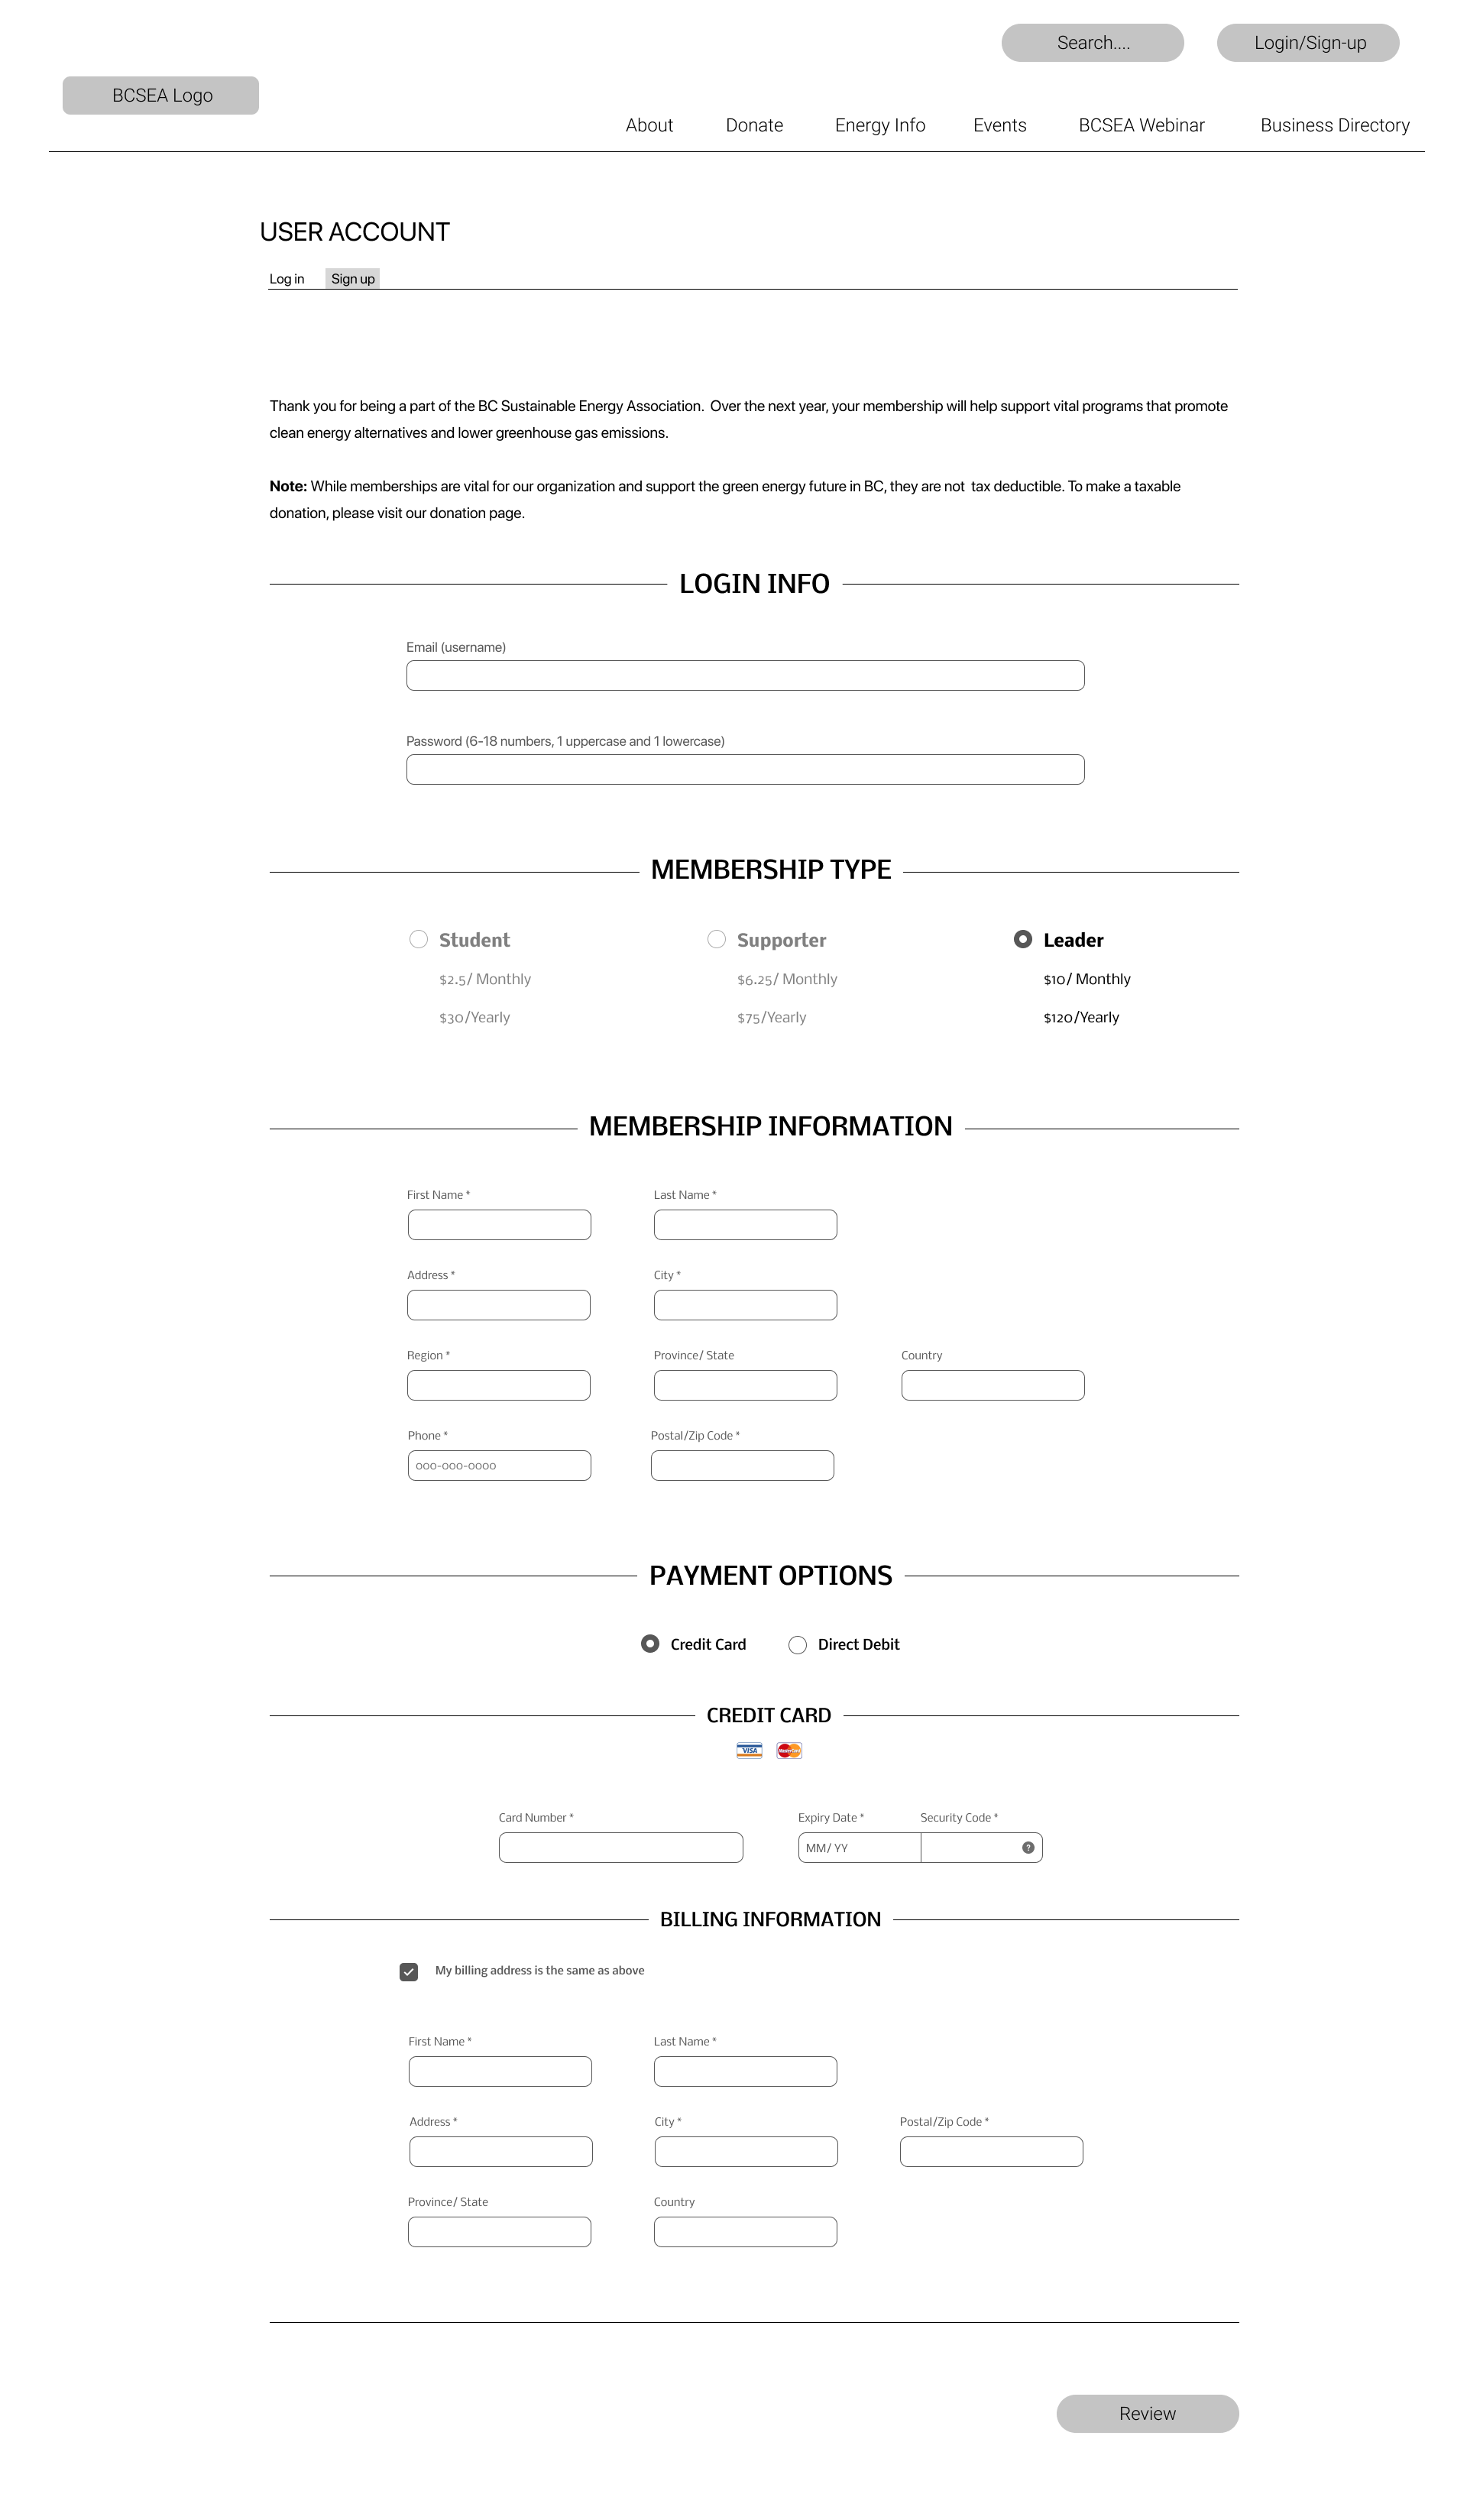 Search.... Login/Sign-up
BCSEA Logo
About Donate Energy Info Events BCSEA Webinar Business Directory
USER ACCOUNT
Log in Sign up
Thank you for being a part of the BC Sustainable Energy Association.  Over the next year, your membership will help support vital programs that promote
clean energy alternatives and lower greenhouse gas emissions.
Note: While memberships are vital for our organization and support the green energy future in BC, they are not  tax deductible. To make a taxable
donation, please visit our donation page.
LOGIN INFO
Email (username)
Password (6-18 numbers, 1 uppercase and 1 lowercase)
MEMBERSHIP TYPE
Student Supporter Leader
$2.5/ Monthly $6.25/ Monthly $10/ Monthly
$30/Yearly $75/Yearly $120/Yearly
MEMBERSHIP INFORMATION
First Name * Last Name *
Address * City *
Region * Province/ State Country
Phone * Postal/Zip Code *
000-000-0000
PAYMENT OPTIONS
Credit Card Direct Debit
CREDIT CARD
VISA MasterCard
Card Number * Expiry Date * Security Code *
MM/ YY ?
BILLING INFORMATION
My billing address is the same as above
First Name * Last Name *
Address * City * Postal/Zip Code *
Province/ State Country
Review